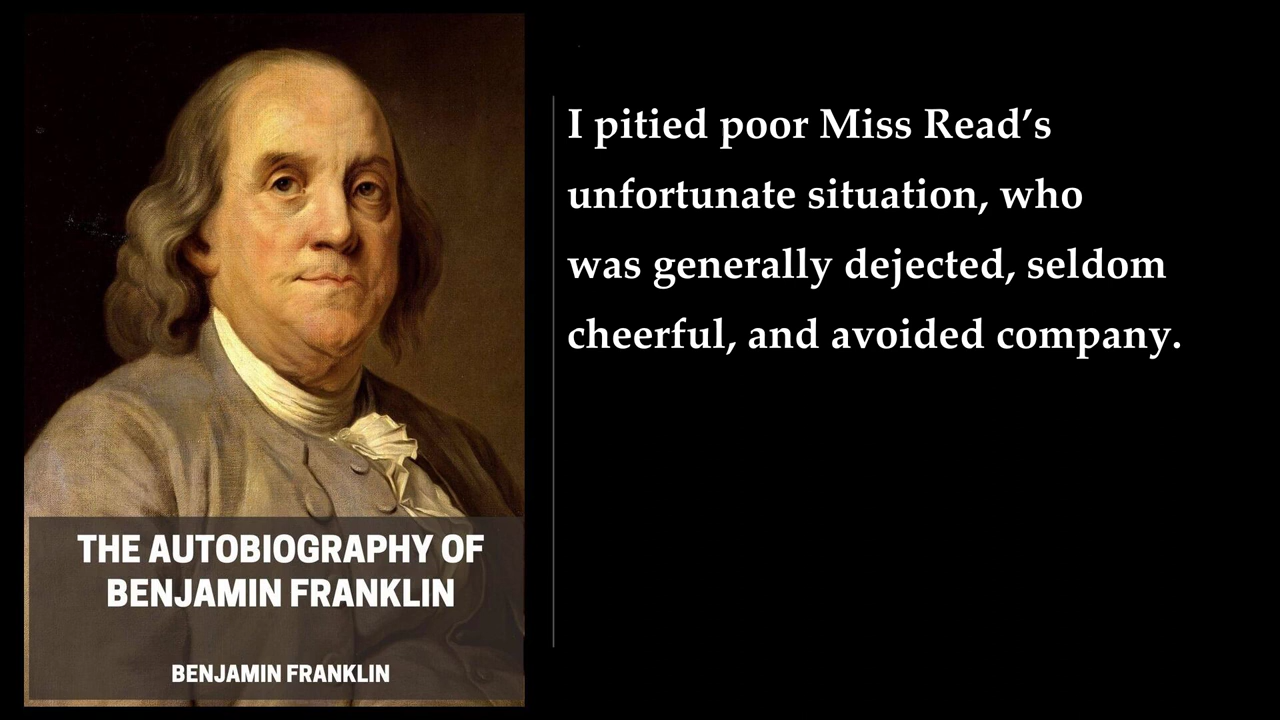 THE AUTOBIOGRAPHY OF
BENJAMIN FRANKLIN
BENJAMIN FRANKLIN
I pitied poor Miss Read’s
unfortunate situation, who
was generally dejected, seldom
cheerful, and avoided company.